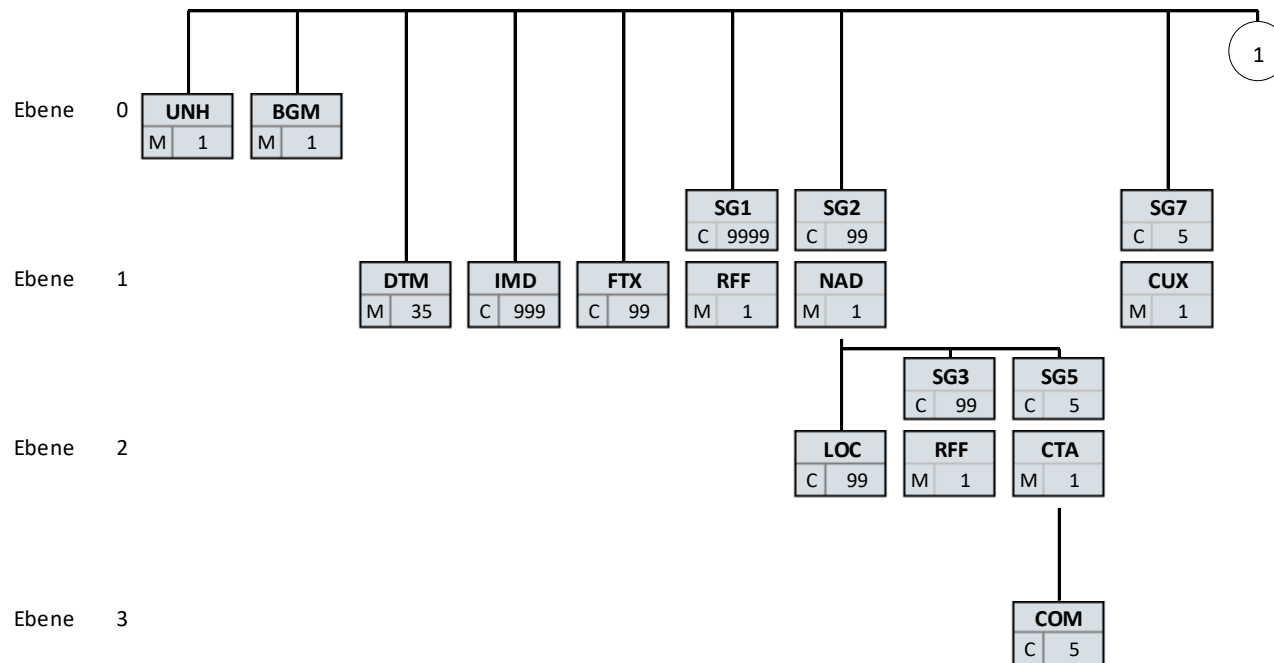 1
Ebene 0 UNH BGM
M 1 M 1
SG1 SG2 SG7
C 9999 C 99 C 5
Ebene 1 DTM IMD FTX RFF NAD CUX
M 35 C 999 C 99 M 1 M 1 M 1
SG3 SG5
C 99 C 5
Ebene 2 LOC RFF CTA
C 99 M 1 M 1
Ebene 3 COM
C 5